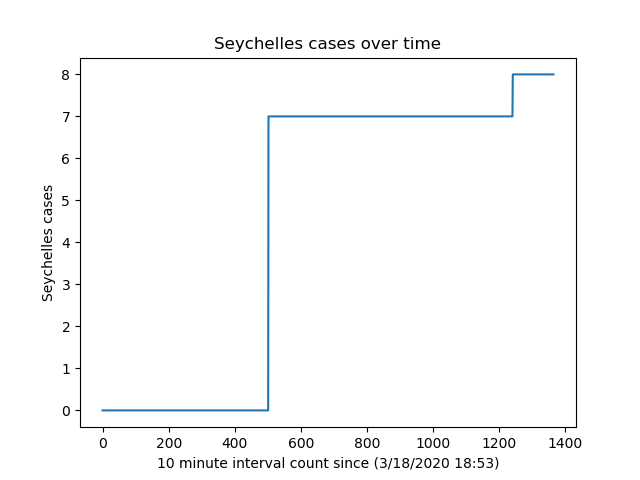 Seychelles cases over time
8
7
6
5
4
3
2
1
0
Seychelles cases
0 200 400 600 800 1000 1200 1400
10 minute interval count since (3/18/2020 18:53)